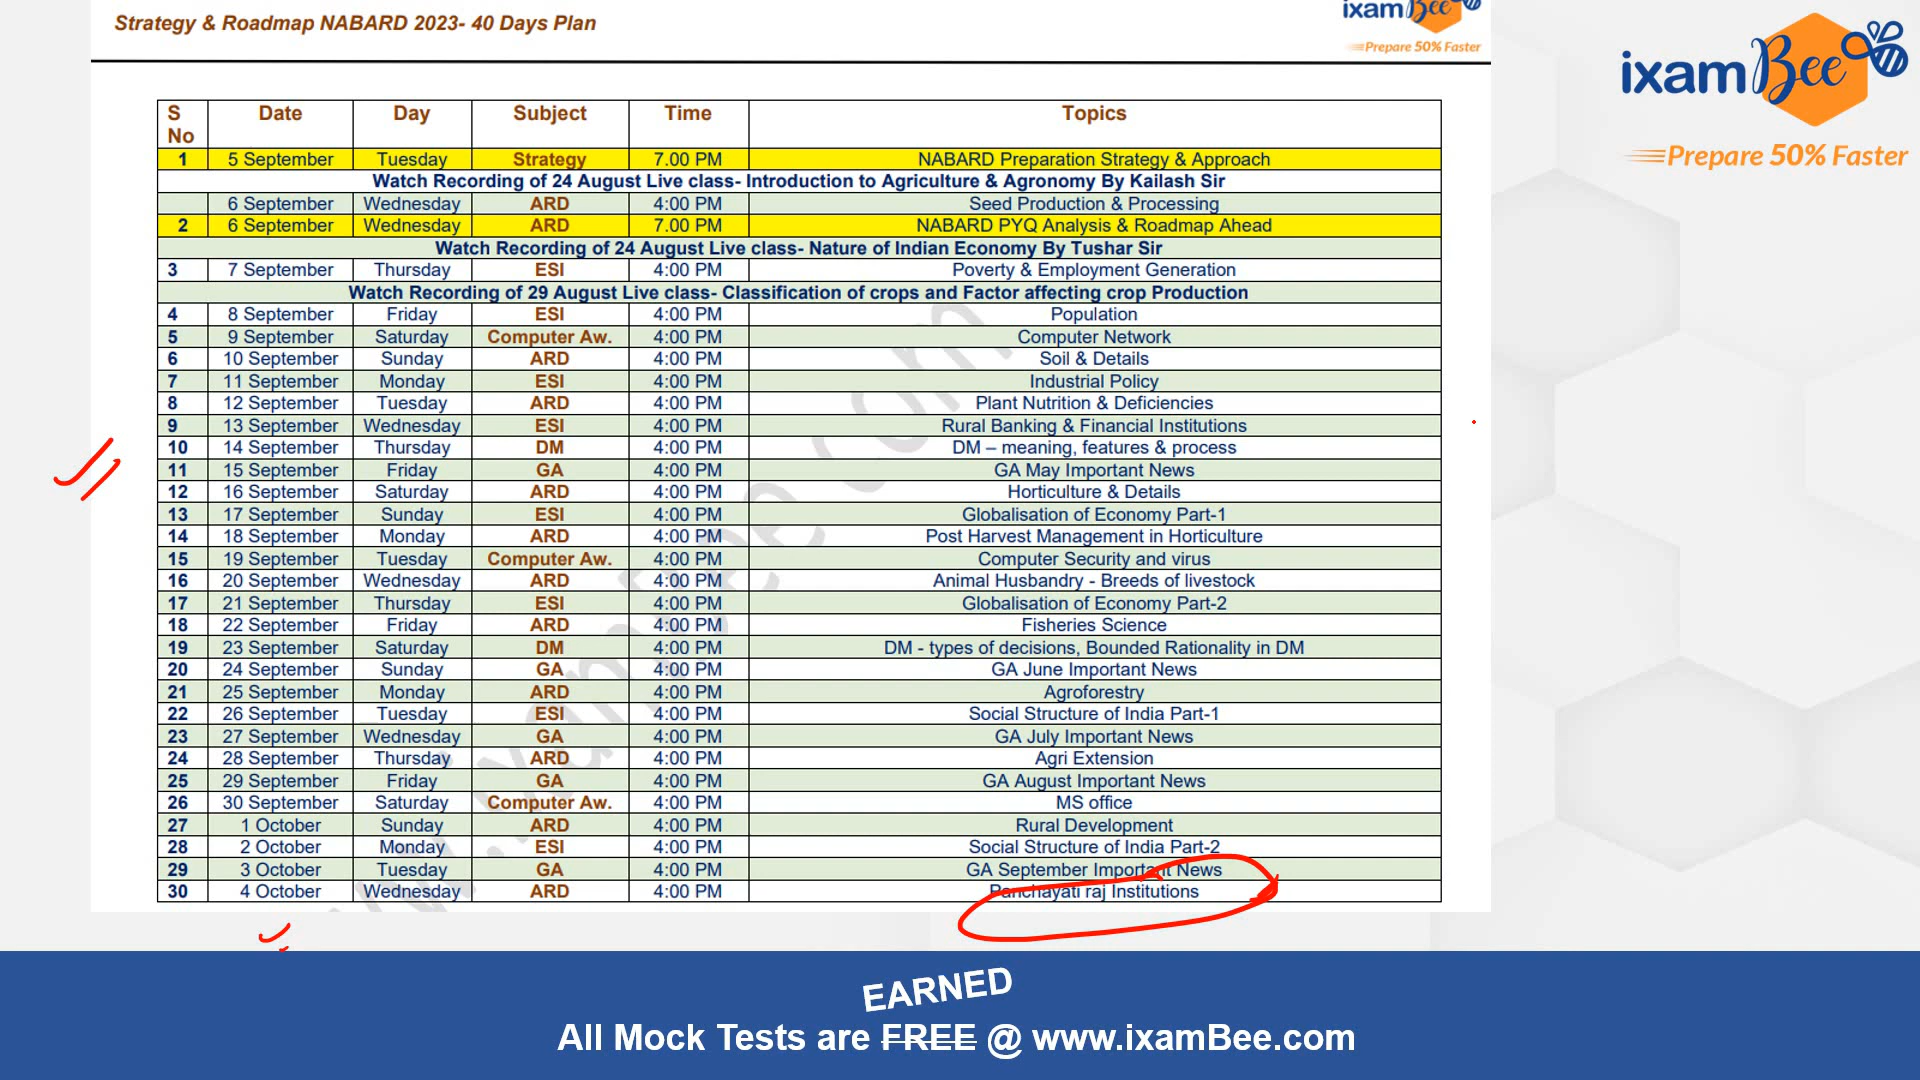 Strategy & Roadmap NABARD 2023- 40 Days Plan
ixamBee
Prepare 50% Faster
ixamBee
Prepare 50% Faster
S No Date Day Subject Time Topics
1 5 September Tuesday Strategy 7.00 PM NABARD Preparation Strategy & Approach
Watch Recording of 24 August Live class- Introduction to Agriculture & Agronomy By Kailash Sir
6 September Wednesday ARD 4:00 PM Seed Production & Processing
2 6 September Wednesday ARD 7.00 PM NABARD PYQ Analysis & Roadmap Ahead
Watch Recording of 24 August Live class- Nature of Indian Economy By Tushar Sir
3 7 September Thursday ESI 4:00 PM Poverty & Employment Generation
Watch Recording of 29 August Live class- Classification of crops and Factor affecting crop Production
4 8 September Friday ESI 4:00 PM Population
5 9 September Saturday Computer Aw. 4:00 PM Computer Network
6 10 September Sunday ARD 4:00 PM Soil & Details
7 11 September Monday ESI 4:00 PM Industrial Policy
8 12 September Tuesday ARD 4:00 PM Plant Nutrition & Deficiencies
9 13 September Wednesday ESI 4:00 PM Rural Banking & Financial Institutions
10 14 September Thursday DM 4:00 PM DM – meaning, features & process
11 15 September Friday GA 4:00 PM GA May Important News
12 16 September Saturday ARD 4:00 PM Horticulture & Details
13 17 September Sunday ESI 4:00 PM Globalisation of Economy Part-1
14 18 September Monday ARD 4:00 PM Post Harvest Management in Horticulture
15 19 September Tuesday Computer Aw. 4:00 PM Computer Security and virus
16 20 September Wednesday ARD 4:00 PM Animal Husbandry - Breeds of livestock
17 21 September Thursday ESI 4:00 PM Globalisation of Economy Part-2
18 22 September Friday ARD 4:00 PM Fisheries Science
19 23 September Saturday DM 4:00 PM DM - types of decisions, Bounded Rationality in DM
20 24 September Sunday GA 4:00 PM GA June Important News
21 25 September Monday ARD 4:00 PM Agroforestry
22 26 September Tuesday ESI 4:00 PM Social Structure of India Part-1
23 27 September Wednesday GA 4:00 PM GA July Important News
24 28 September Thursday ARD 4:00 PM Agri Extension
25 29 September Friday GA 4:00 PM GA August Important News
26 30 September Saturday Computer Aw. 4:00 PM MS office
27 1 October Sunday ARD 4:00 PM Rural Development
28 2 October Monday ESI 4:00 PM Social Structure of India Part-2
29 3 October Tuesday GA 4:00 PM GA September Important News
30 4 October Wednesday ARD 4:00 PM Panchayati raj Institutions
www.ixamBee.com
EARNED
All Mock Tests are FREE @ www.ixamBee.com